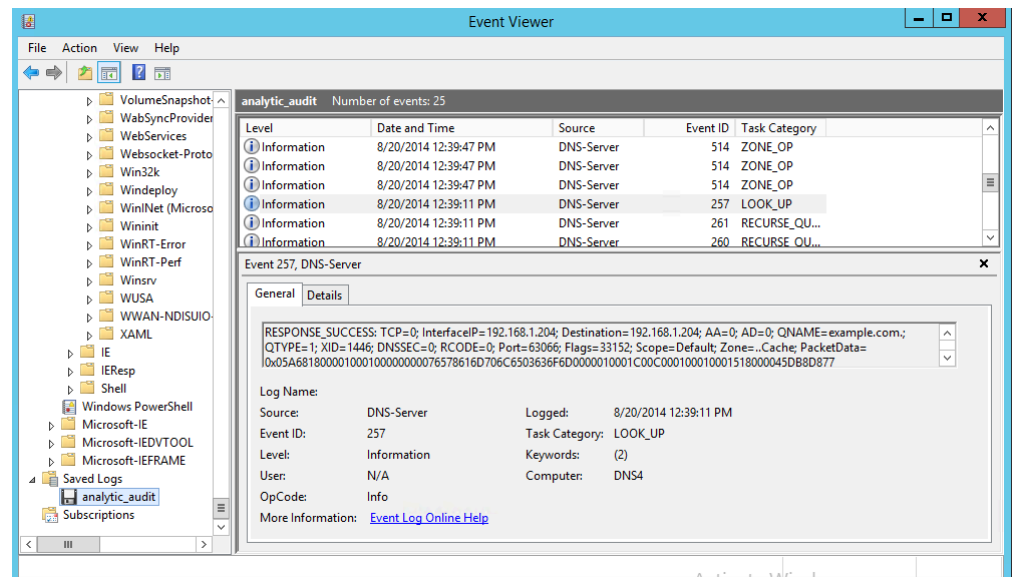 Event Viewer
File Action View Help
VolumeSnapshot-
WabSyncProvider
WebServices
Websocket-Proto
Win32k
Windeploy
WinINet (Microso
Wininit
WinRT-Error
WinRT-Perf
Winsrv
WUSA
WWAN-NDISUIO-
XAML
IE
IEResp
Shell
Windows PowerShell
Microsoft-IE
Microsoft-IEDVTOOL
Microsoft-IEFRAME
Saved Logs
analytic_audit
Subscriptions
analytic_audit Number of events: 25
Level Date and Time Source Event ID Task Category
Information 8/20/2014 12:39:47 PM DNS-Server 514 ZONE_OP
Information 8/20/2014 12:39:47 PM DNS-Server 514 ZONE_OP
Information 8/20/2014 12:39:47 PM DNS-Server 514 ZONE_OP
Information 8/20/2014 12:39:11 PM DNS-Server 257 LOOK_UP
Information 8/20/2014 12:39:11 PM DNS-Server 261 RECURSE_QU...
Information 8/20/2014 12:39:11 PM DNS-Server 260 RECURSE_QU...
Event 257, DNS-Server
General Details
RESPONSE_SUCCESS: TCP=0; InterfaceIP=192.168.1.204; Destination=192.168.1.204; AA=0; AD=0; QNAME=example.com.;
QTYPE=1; XID=1446; DNSSEC=0; RCODE=0; Port=63066; Flags=33152; Scope=Default; Zone=..Cache; PacketData=
0x05A681800001000100000000076578616D706C6503636F6D0000010001C00C000100010001518000045DB8D877
Log Name:
Source: DNS-Server Logged: 8/20/2014 12:39:11 PM
Event ID: 257 Task Category: LOOK_UP
Level: Information Keywords: (2)
User: N/A Computer: DNS4
OpCode: Info
More Information: Event Log Online Help